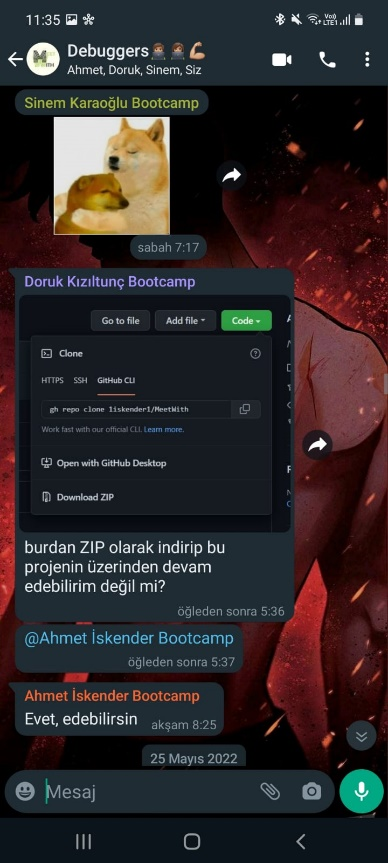 11:35
Vo)) LTE1
Debuggers
Ahmet, Doruk, Sinem, Siz
Sinem Karaoğlu Bootcamp
sabah 7:17
Doruk Kızıltunç Bootcamp
Go to file
Add file
Code
Clone
HTTPS SSH GitHub CLI
gh repo clone 1iskender1/MeetWith
Work fast with our official CLI. Learn more.
Open with GitHub Desktop
Download ZIP
burdan ZIP olarak indirip bu
projenin üzerinden devam
edebilirim değil mi?
öğleden sonra 5:36
@Ahmet İskender Bootcamp
öğleden sonra 5:37
Ahmet İskender Bootcamp
Evet, edebilirsin
akşam 8:25
25 Mayıs 2022
Mesaj